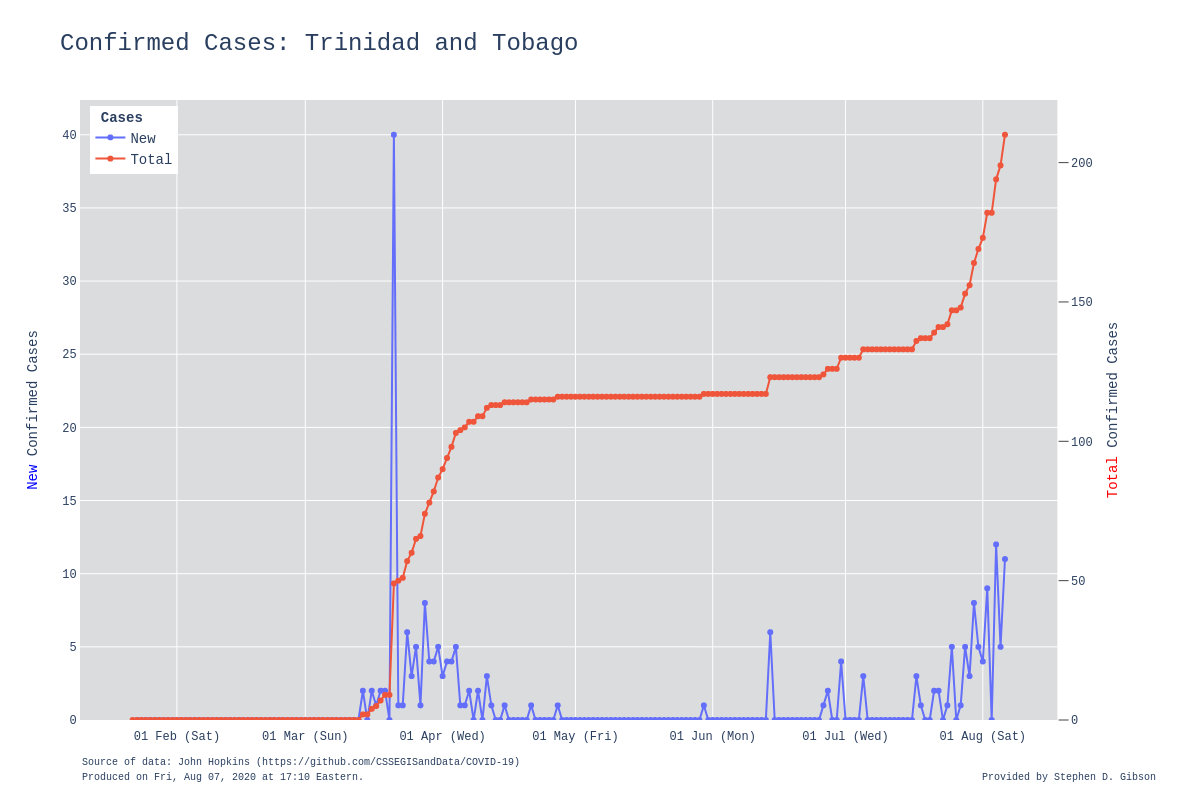 Confirmed Cases: Trinidad and Tobago
Cases
New
Total
40
35
30
25
20
15
10
5
0
New Confirmed Cases
200
150
100
50
0
Total Confirmed Cases
01 Feb (Sat)
01 Mar (Sun)
01 Apr (Wed)
01 May (Fri)
01 Jun (Mon)
01 Jul (Wed)
01 Aug (Sat)
Source of data: John Hopkins (https://github.com/CSSEGISandData/COVID-19)
Produced on Fri, Aug 07, 2020 at 17:10 Eastern.
Provided by Stephen D. Gibson